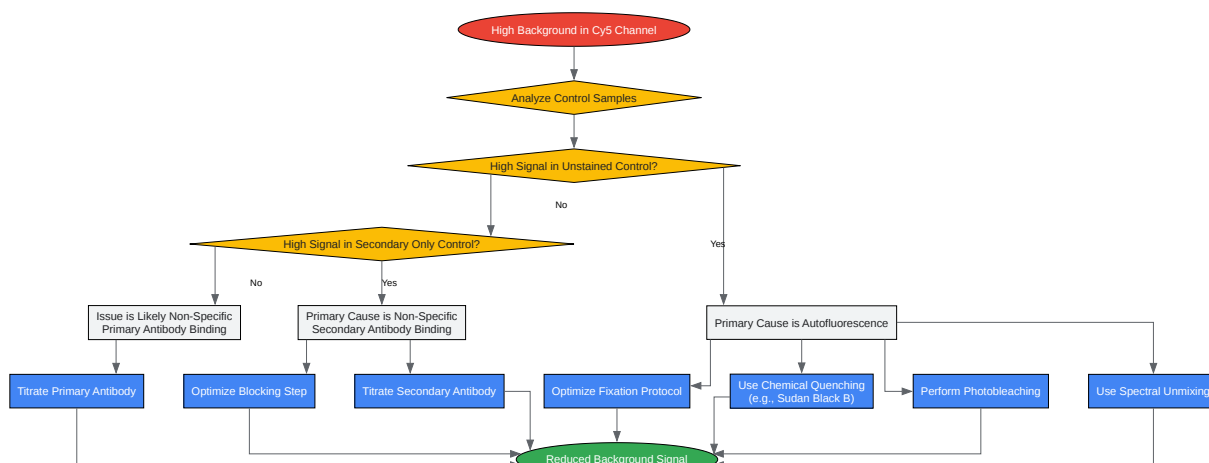 High Background in Cy5 Channel
Analyze Control Samples
High Signal in Unstained Control?
No
High Signal in Secondary Only Control?
Yes
No
Yes
Issue is Likely Non-Specific
Primary Antibody Binding
Primary Cause is Non-Specific
Secondary Antibody Binding
Primary Cause is Autofluorescence
Titrate Primary Antibody
Optimize Blocking Step
Titrate Secondary Antibody
Optimize Fixation Protocol
Use Chemical Quenching
(e.g., Sudan Black B)
Perform Photobleaching
Use Spectral Unmixing
Reduced Background Signal